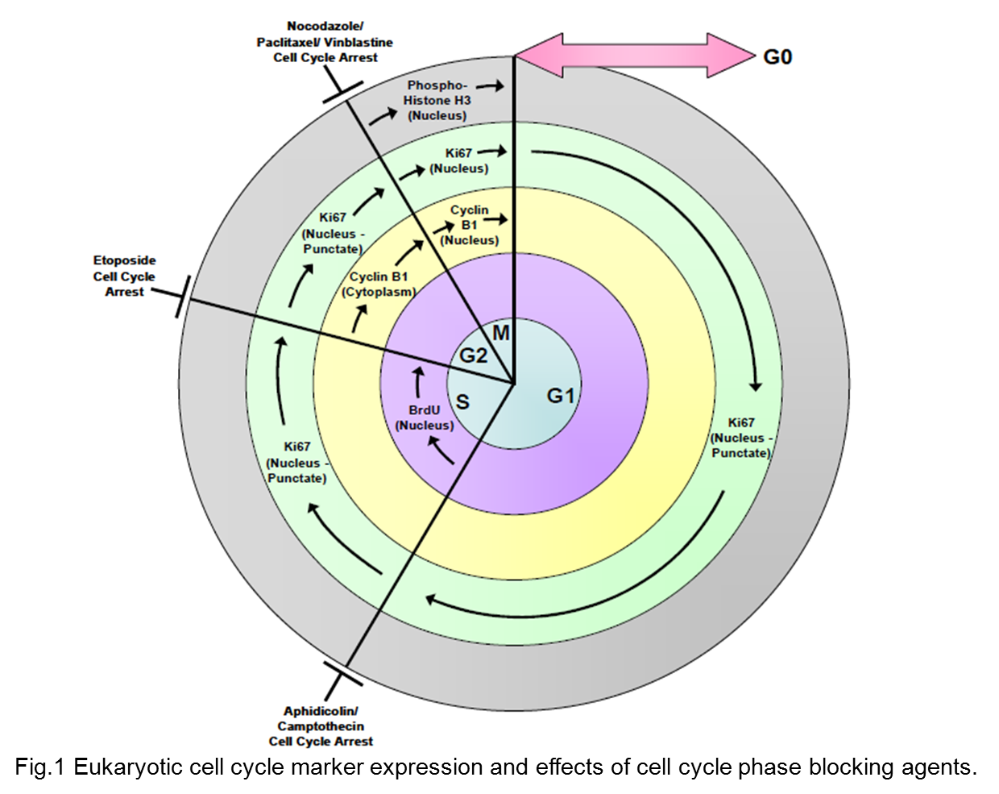 Nocodazole/
Paclitaxel/ Vinblastine
Cell Cycle Arrest
G0
Phospho-
Histone H3
(Nucleus)
Ki67
(Nucleus)
Ki67
(Nucleus -
Punctate)
Cyclin
B1
(Nucleus)
Etoposide
Cell Cycle
Arrest
Cyclin B1
(Cytoplasm)
M
G2
S
G1
BrdU
(Nucleus)
Ki67
(Nucleus -
Punctate)
Ki67
(Nucleus -
Punctate)
Aphidicolin/
Camptothecin
Cell Cycle Arrest
Fig.1 Eukaryotic cell cycle marker expression and effects of cell cycle phase blocking agents.